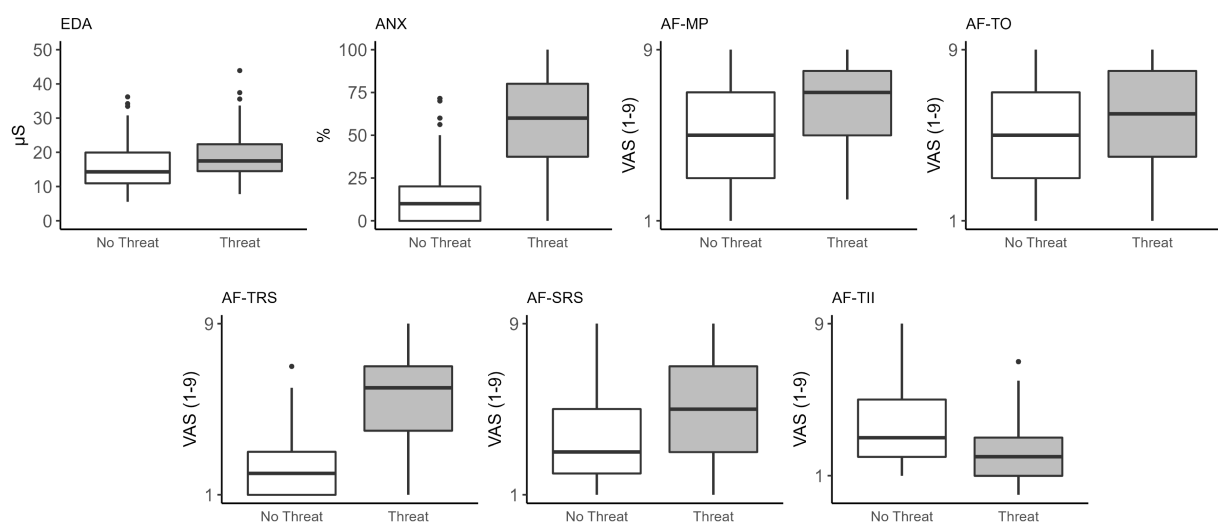 EDA
50
40
30
20
10
0
µS
No Threat Threat
ANX
100
75
50
25
0
%
No Threat Threat
AF-MP
9
1
VAS (1-9)
No Threat Threat
AF-TO
9
1
VAS (1-9)
No Threat Threat
AF-TRS
9
1
VAS (1-9)
No Threat Threat
AF-SRS
9
1
VAS (1-9)
No Threat Threat
AF-TII
9
1
VAS (1-9)
No Threat Threat